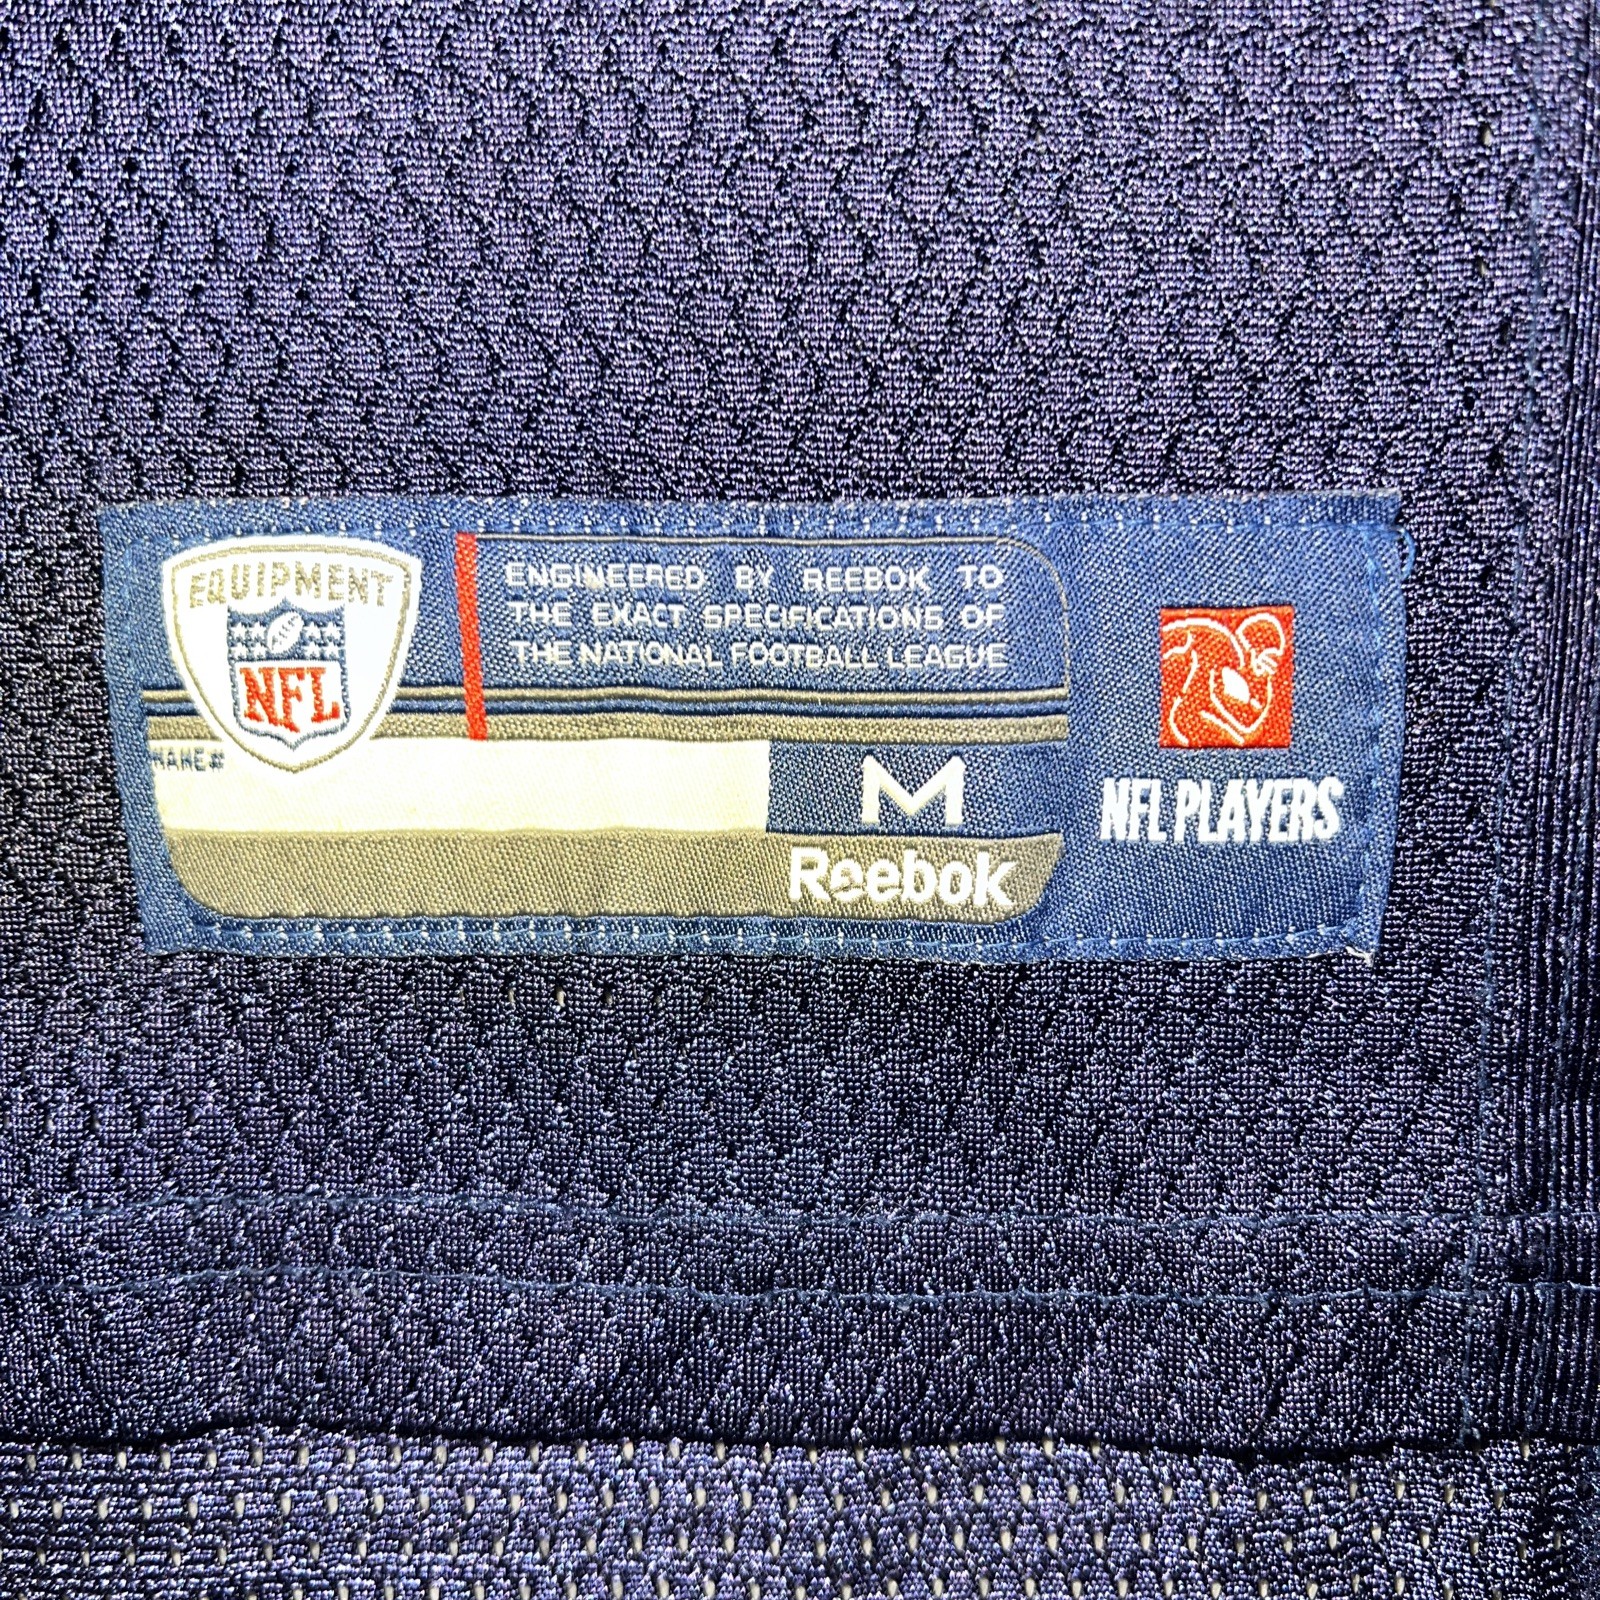 EQUIPMENT
NFL
ENGINEERED BY REEBOK TO
THE EXACT SPECIFICATIONS OF
THE NATIONAL FOOTBALL LEAGUE
NAME#
M
Reebok
NFL PLAYERS